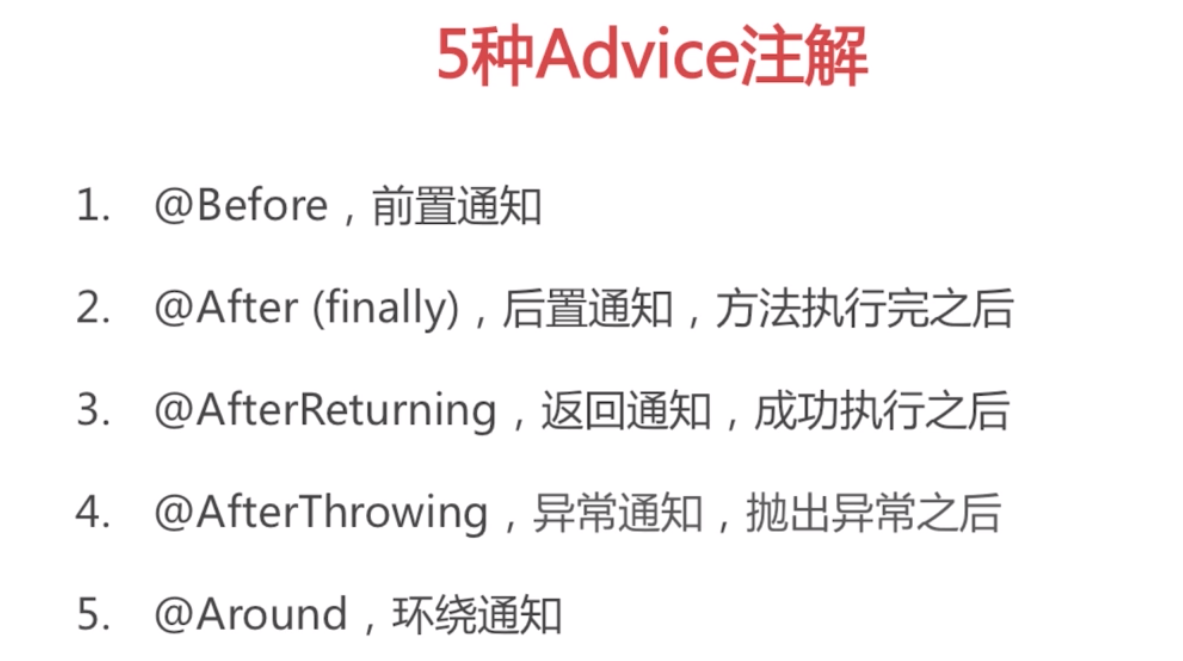 5种Advice注解
1. @Before，前置通知
2. @After (finally)，后置通知，方法执行完之后
3. @AfterReturning，返回通知，成功执行之后
4. @AfterThrowing，异常通知，抛出异常之后
5. @Around，环绕通知